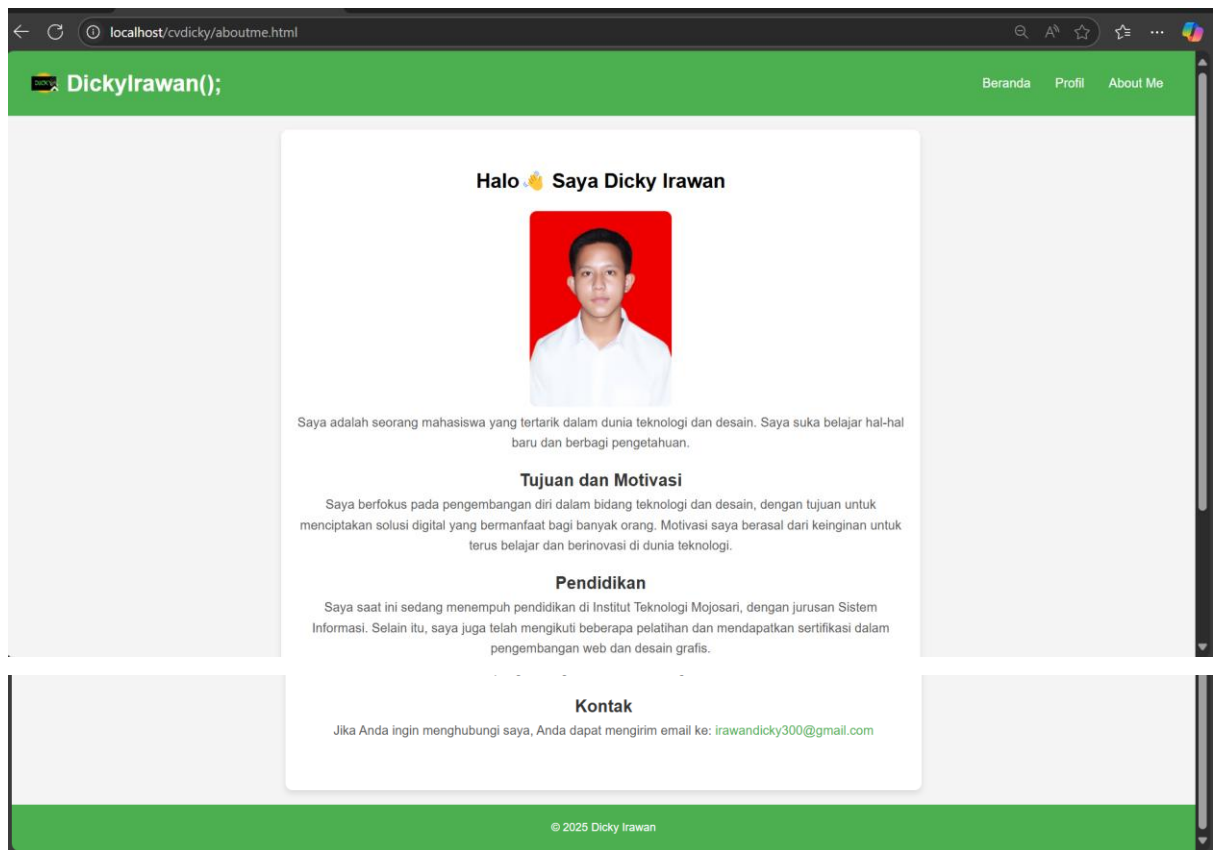 localhost/cvdicky/aboutme.html
DickyIrawan();
Beranda Profil About Me
Halo👋 Saya Dicky Irawan
Saya adalah seorang mahasiswa yang tertarik dalam dunia teknologi dan desain. Saya suka belajar hal-hal
baru dan berbagi pengetahuan.
Tujuan dan Motivasi
Saya berfokus pada pengembangan diri dalam bidang teknologi dan desain, dengan tujuan untuk
menciptakan solusi digital yang bermanfaat bagi banyak orang. Motivasi saya berasal dari keinginan untuk
terus belajar dan berinovasi di dunia teknologi.
Pendidikan
Saya saat ini sedang menempuh pendidikan di Institut Teknologi Mojosari, dengan jurusan Sistem
Informasi. Selain itu, saya juga telah mengikuti beberapa pelatihan dan mendapatkan sertifikasi dalam
pengembangan web dan desain grafis.
Kontak
Jika Anda ingin menghubungi saya, Anda dapat mengirim email ke: irawandicky300@gmail.com
© 2025 Dicky Irawan